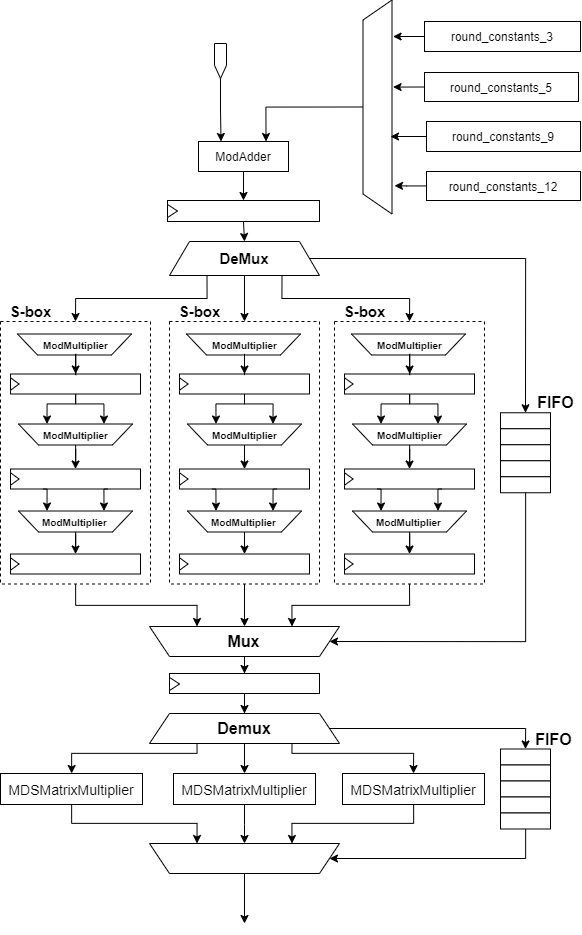 round_constants_3
round_constants_5
round_constants_9
round_constants_12
ModAdder
DeMux
S-box
S-box
S-box
ModMultiplier
ModMultiplier
ModMultiplier
FIFO
ModMultiplier
ModMultiplier
ModMultiplier
ModMultiplier
ModMultiplier
ModMultiplier
Mux
Demux
FIFO
MDSMatrixMultiplier
MDSMatrixMultiplier
MDSMatrixMultiplier